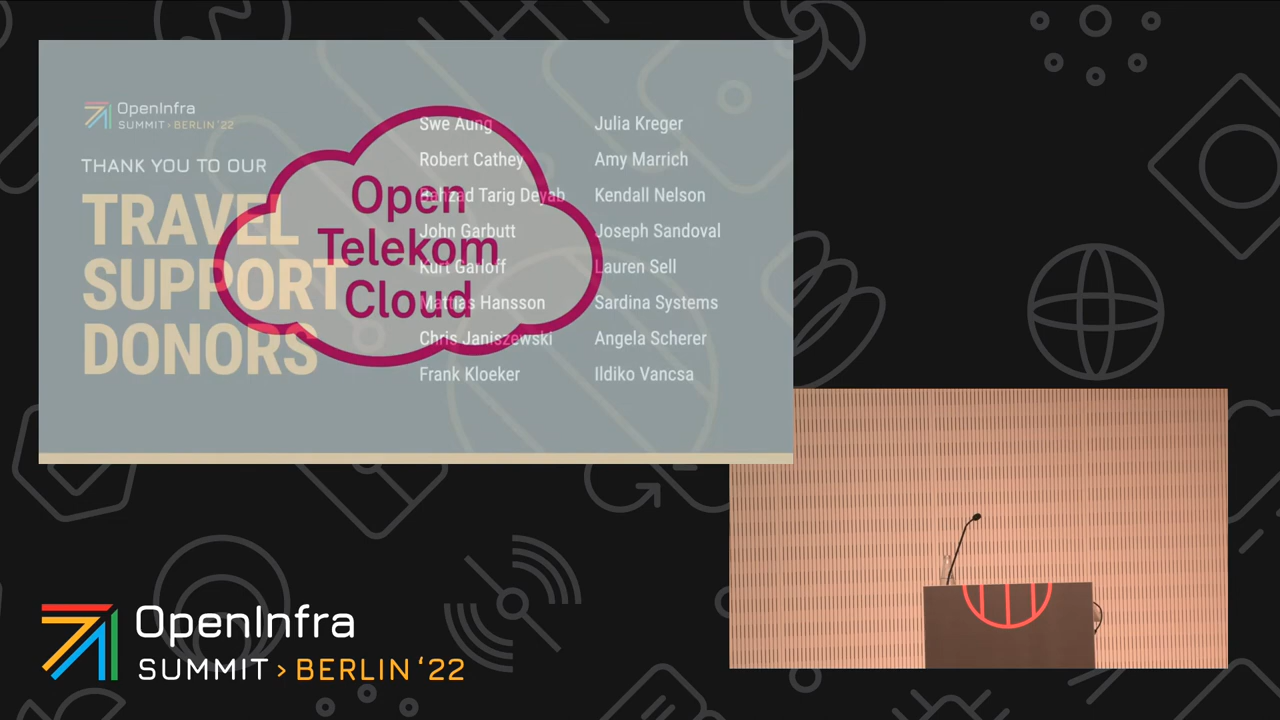 OpenInfra
SUMMIT › BERLIN '22
THANK YOU TO OUR
TRAVEL
SUPPORT
DONORS
Open
Telekom
Cloud
Swe Aung
Robert Cathey
Bahzad Tarig Deyab
John Garbutt
Kurt Garloff
Mattias Hansson
Chris Janiszewski
Frank Kloeker
Julia Kreger
Amy Marrich
Kendall Nelson
Joseph Sandoval
Lauren Sell
Sardina Systems
Angela Scherer
Ildiko Vancsa
OpenInfra
SUMMIT › BERLIN '22